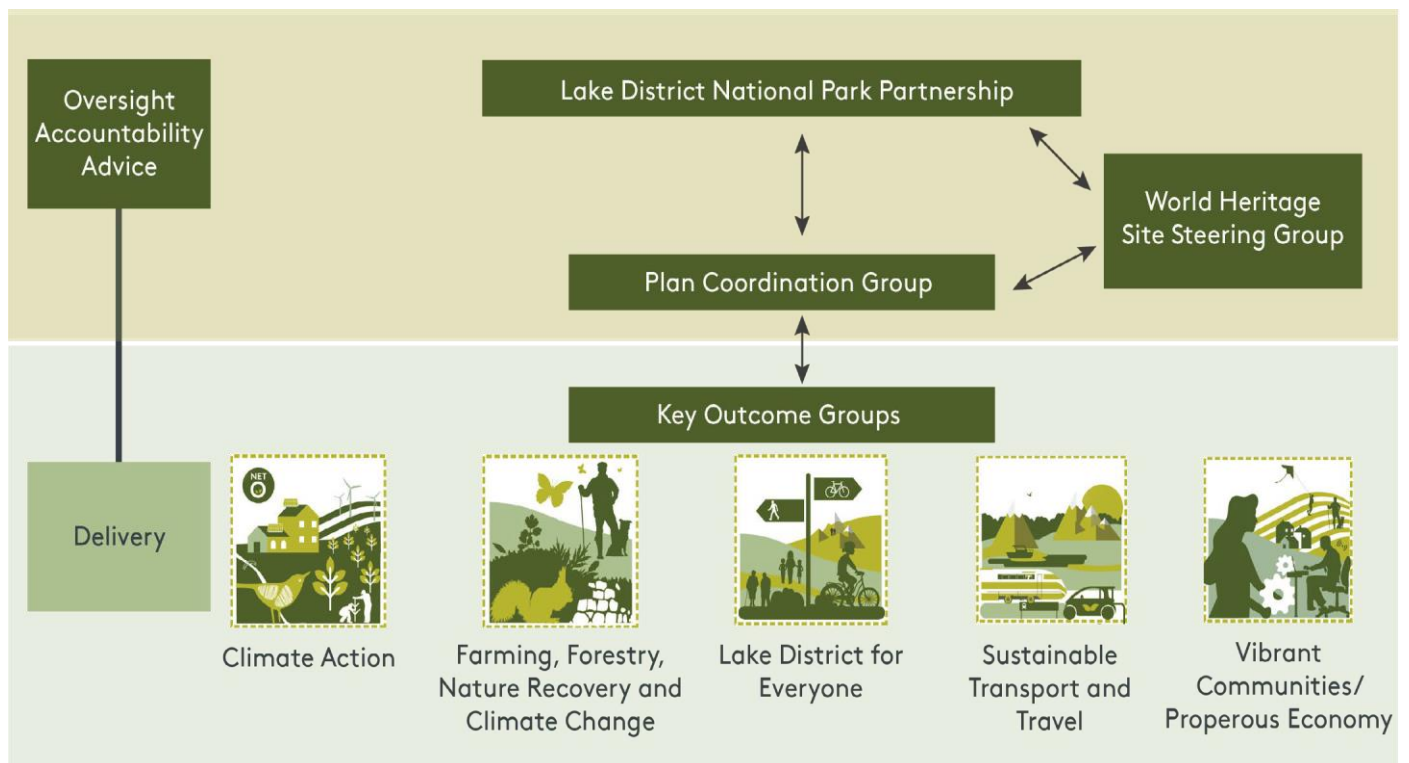 Oversight
Accountability
Advice
Lake District National Park Partnership
World Heritage
Site Steering Group
Plan Coordination Group
Key Outcome Groups
Delivery
NET
0
Climate Action
Farming, Forestry,
Nature Recovery and
Climate Change
Lake District for
Everyone
Sustainable
Transport and
Travel
Vibrant
Communities/
Properous Economy